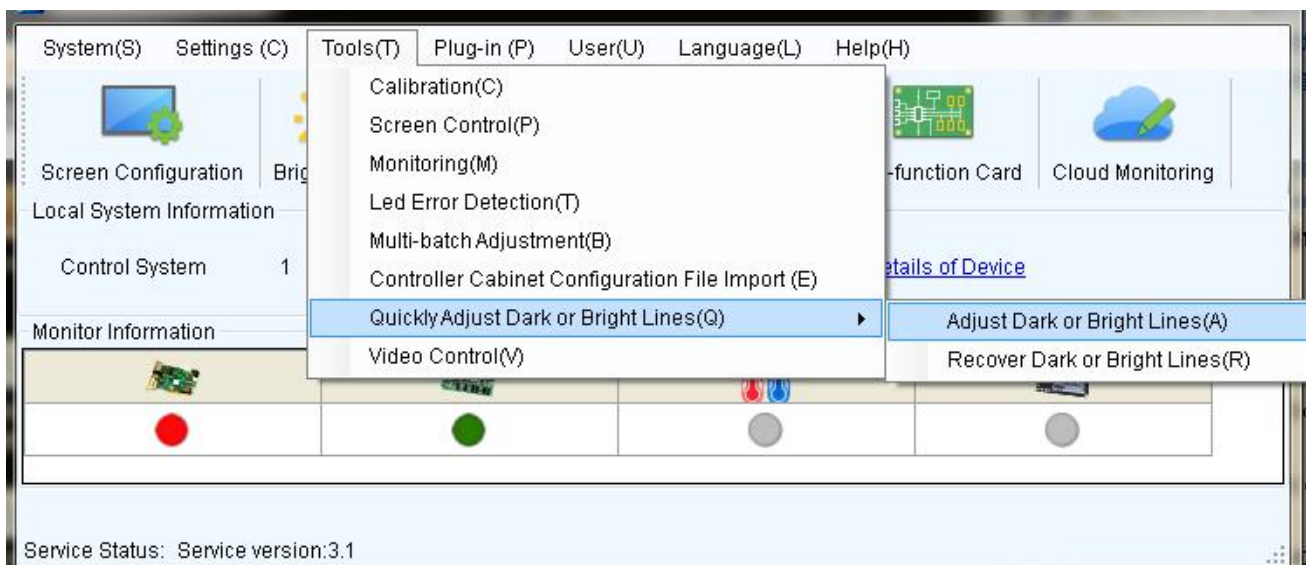 System(S) Settings (C) Tools(T) Plug-in (P) User(U) Language(L) Help(H)
Calibration(C)
Screen Control(P)
Monitoring(M)
Led Error Detection(T)
Multi-batch Adjustment(B)
Controller Cabinet Configuration File Import (E)
Quickly Adjust Dark or Bright Lines(Q)
Video Control(V)
Adjust Dark or Bright Lines(A)
Recover Dark or Bright Lines(R)
Screen Configuration Brig -function Card Cloud Monitoring
Local System Information
Control System 1 etails of Device
Monitor Information
Service Status: Service version:3.1